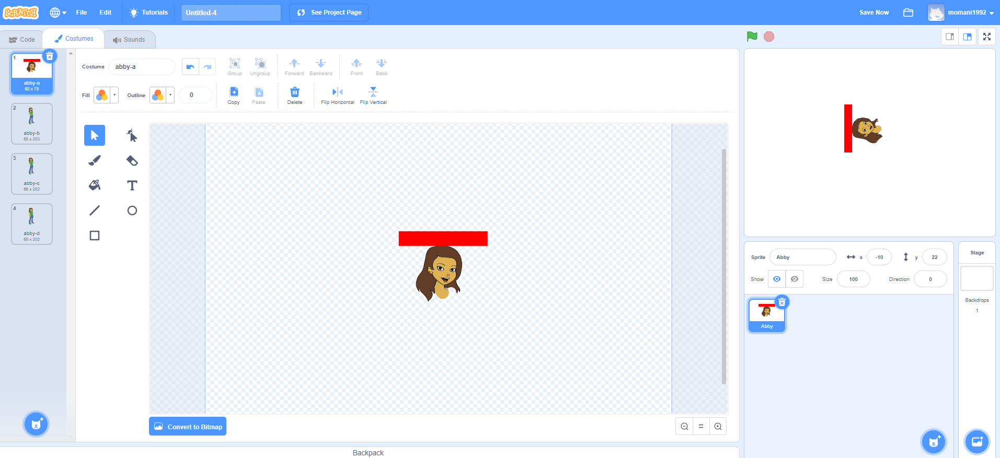 SCRATCH File Edit Tutorials Untitled-4 See Project Page Save Now momani1992
Code Costumes Sounds
1
abby-a
92 x 73
2
abby-b
65 x 203
3
abby-c
66 x 202
4
abby-d
65 x 202
Costume abby-a Group Ungroup Forward Backward Front Back
Fill Outline 0 Copy Paste Delete Flip Horizontal Flip Vertical
Convert to Bitmap
Backpack
Sprite Abby x -10 y 22
Show Size 100 Direction 0
Abby
Stage
Backdrops
1